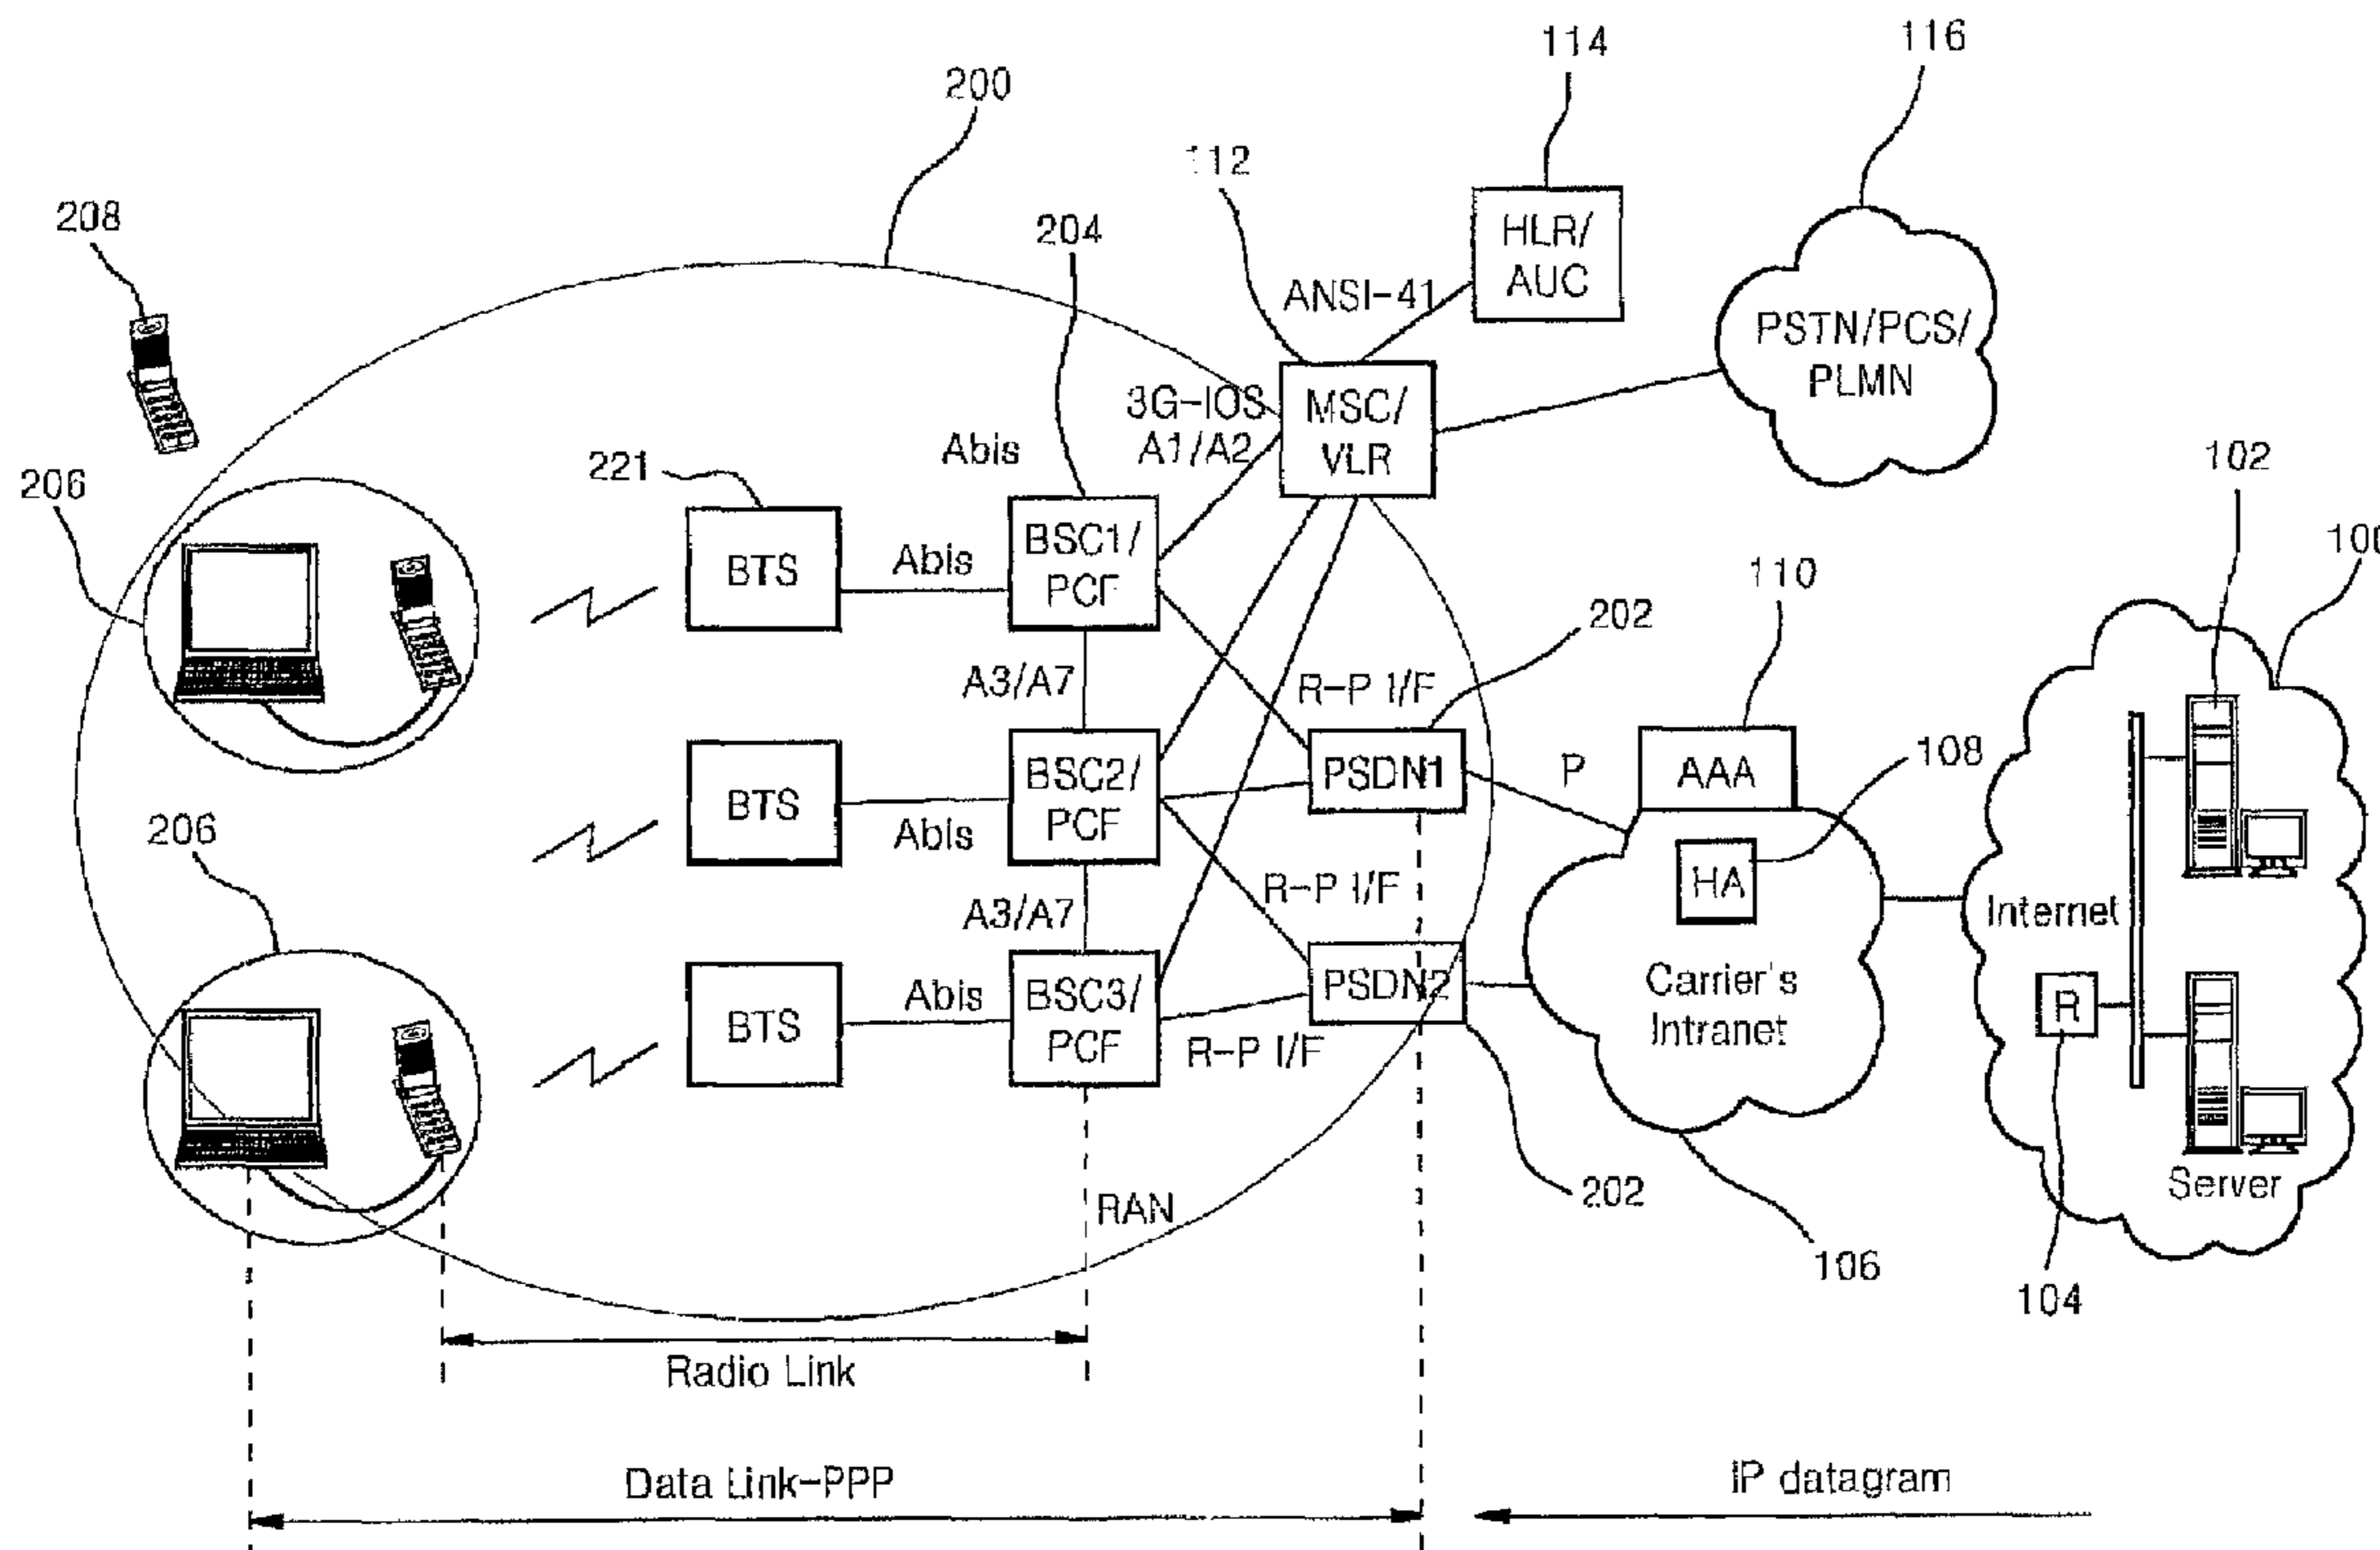 114
116
200
112
208
204
HLR/
AUC
ANSI-41
PSTN/PCS/
PLMN
3G-IOS
A1/A2
MSC/
VLR
Abis
102
206
221
BSC1/
PCF
BTS
Abis
100
110
202
A3/A7
R-P I/F
PSDN1
P
AAA
108
BTS
Abis
BSC2/
PCF
206
HA
R-P I/F
A3/A7
Internet
PSDN2
Carrier's
Intranet
R
BTS
Abis
BSC3/
PCF
R-P I/F
Server
202
RAN
106
104
Radio Link
Data Link-PPP
IP datagram